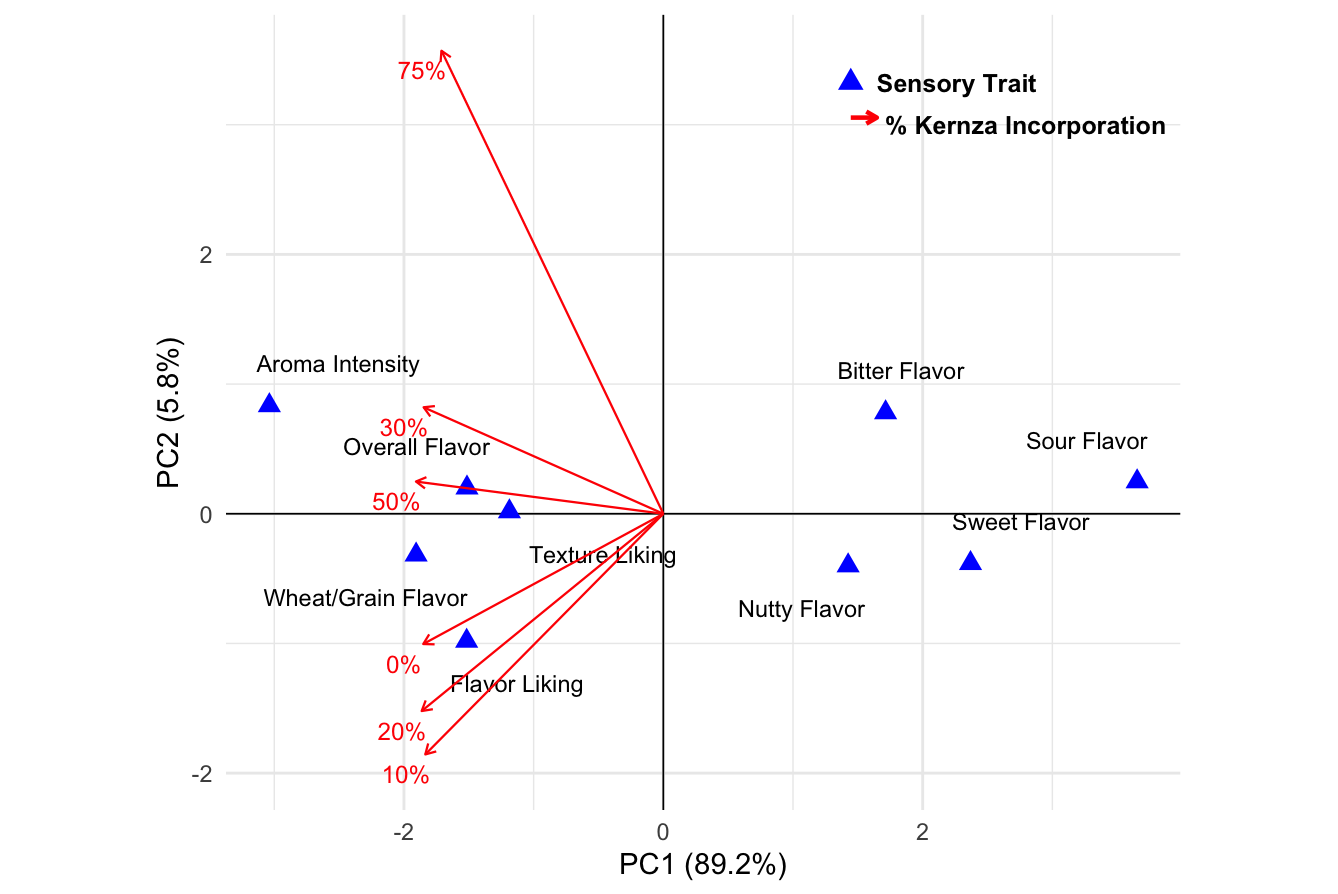 75%
Sensory Trait
% Kernza Incorporation
2
Aroma Intensity
Bitter Flavor
30%
Overall Flavor
Sour Flavor
50%
0
Sweet Flavor
Texture Liking
Wheat/Grain Flavor
Nutty Flavor
0%
Flavor Liking
20%
10%
-2
-2
0
2
PC1 (89.2%)
PC2 (5.8%)